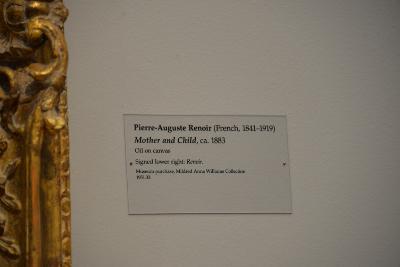 Pierre-Auguste Renoir (French, 1841–1919)
Mother and Child, ca. 1883
Oil on canvas
Signed lower right: Renoir.
Museum purchase, Mildred Anna Williams Collection